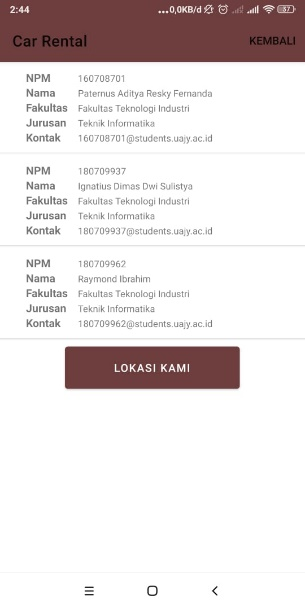 2:44
...0,0KB/d
87
Car Rental
KEMBALI
NPM 160708701
Nama Paternus Aditya Resky Fernanda
Fakultas Fakultas Teknologi Industri
Jurusan Teknik Informatika
Kontak 160708701@students.uajy.ac.id
NPM 180709937
Nama Ignatius Dimas Dwi Sulistya
Fakultas Fakultas Teknologi Industri
Jurusan Teknik Informatika
Kontak 180709937@students.uajy.ac.id
NPM 180709962
Nama Raymond Ibrahim
Fakultas Fakultas Teknologi Industri
Jurusan Teknik Informatika
Kontak 180709962@students.uajy.ac.id
LOKASI KAMI